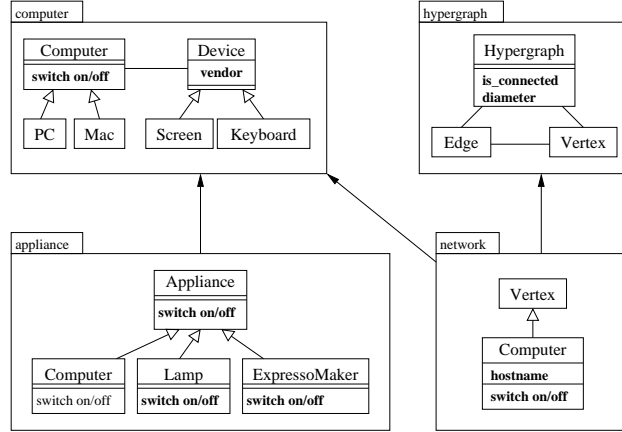 computer
Computer
switch on/off
Device
vendor
PC
Mac
Screen
Keyboard
hypergraph
Hypergraph
is_connected
diameter
Edge
Vertex
appliance
Appliance
switch on/off
Computer
switch on/off
Lamp
switch on/off
ExpressoMaker
switch on/off
network
Vertex
Computer
hostname
switch on/off